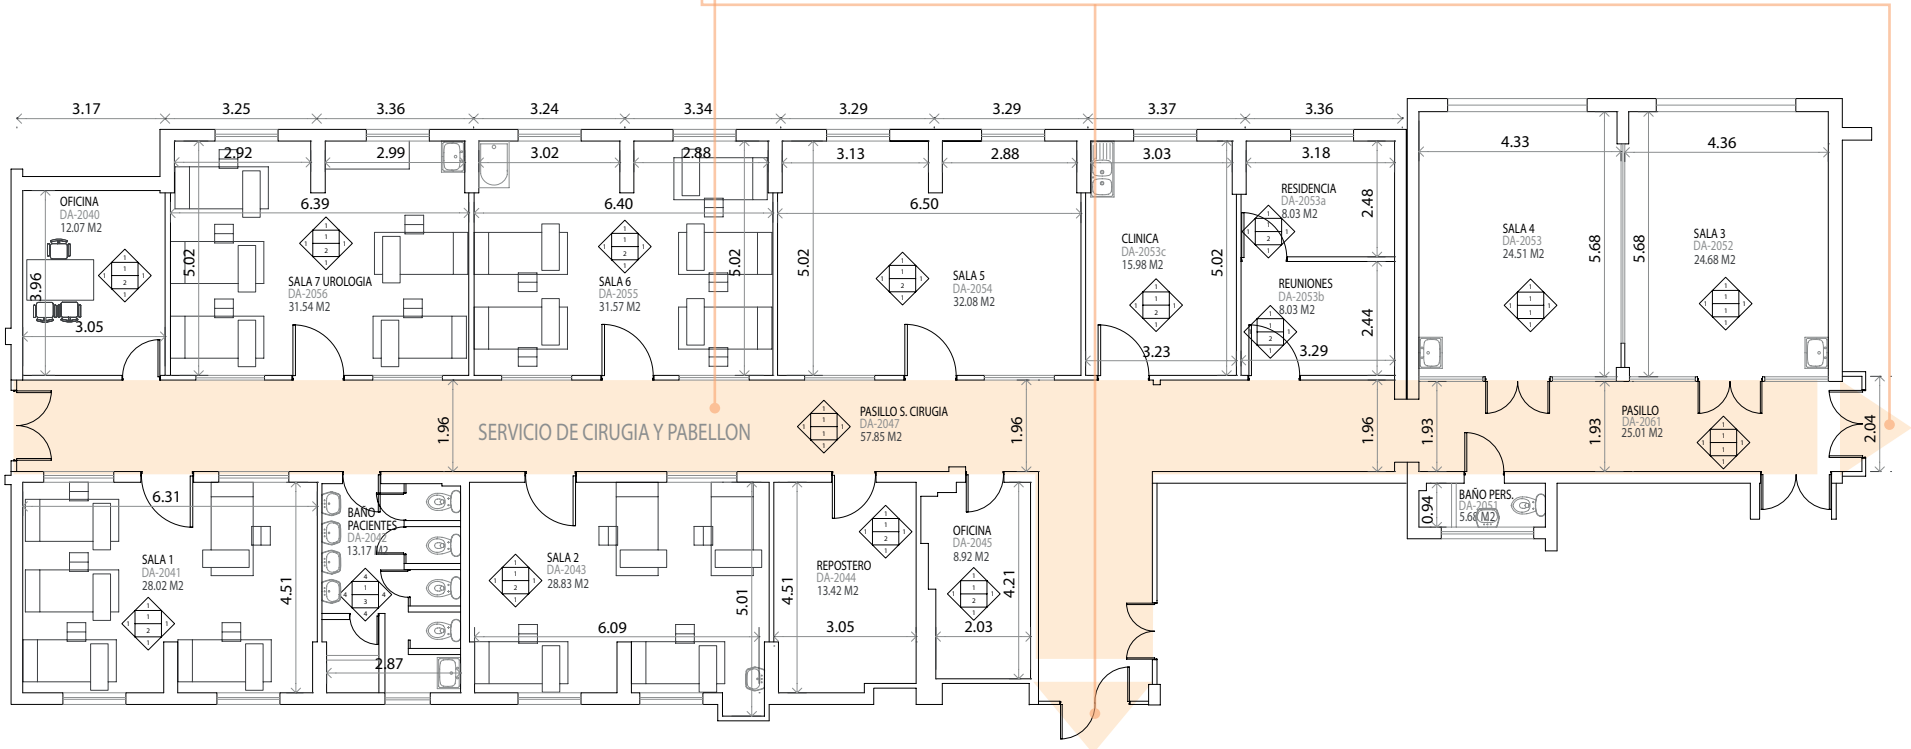 3.17
3.25
3.36
3.24
3.34
3.29
3.29
3.37
3.36
2.92
2.99
3.02
2.88
3.13
2.88
3.03
3.18
4.33
4.36
OFICINA
DA-2040
12.07 M2
3.96
3.05
5.02
6.39
SALA 7 UROLOGIA
DA-2056
31.54 M2
6.40
SALA 6
DA-2055
31.57 M2
5.02
5.02
6.50
SALA 5
DA-2054
32.08 M2
CLINICA
DA-2053c
15.98 M2
5.02
3.23
RESIDENCIA
DA-2053a
8.03 M2
2.48
REUNIONES
DA-2053b
8.03 M2
2.44
3.29
SALA 4
DA-2053
24.51 M2
5.68
5.68
SALA 3
DA-2052
24.68 M2
1.96
SERVICIO DE CIRUGIA Y PABELLON
PASILLO S. CIRUGIA
DA-2047
57.85 M2
1.96
1.96
1.93
1.93
PASILLO
DA-2061
25.01 M2
2.04
6.31
SALA 1
DA-2041
28.02 M2
4.51
BAÑO
PACIENTES
DA-2042
13.17 M2
2.87
SALA 2
DA-2043
28.83 M2
6.09
5.01
4.51
REPOSTERO
DA-2044
13.42 M2
3.05
OFICINA
DA-2045
8.92 M2
4.21
2.03
0.94
BAÑO PERS.
DA-2051
5.68 M2